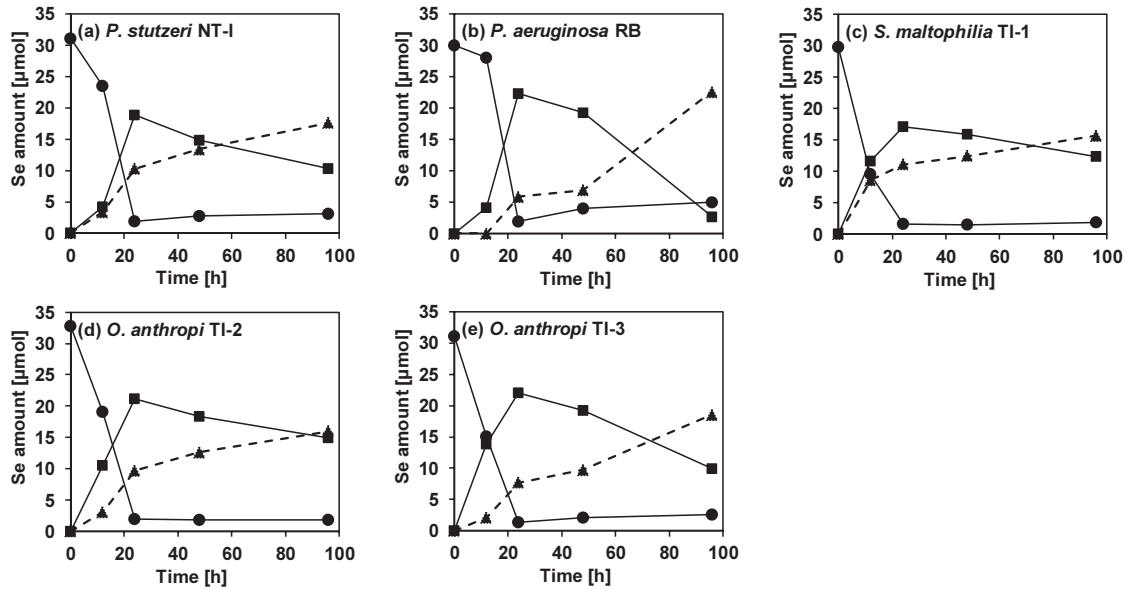 (a) P. stutzeri NT-I
Se amount [µmol]
35
30
25
20
15
10
5
0
0 20 40 60 80 100
Time [h]
(b) P. aeruginosa RB
Se amount [µmol]
35
30
25
20
15
10
5
0
0 20 40 60 80 100
Time [h]
(c) S. maltophilia TI-1
Se amount [µmol]
35
30
25
20
15
10
5
0
0 20 40 60 80 100
Time [h]
(d) O. anthropi TI-2
Se amount [µmol]
35
30
25
20
15
10
5
0
0 20 40 60 80 100
Time [h]
(e) O. anthropi TI-3
Se amount [µmol]
35
30
25
20
15
10
5
0
0 20 40 60 80 100
Time [h]